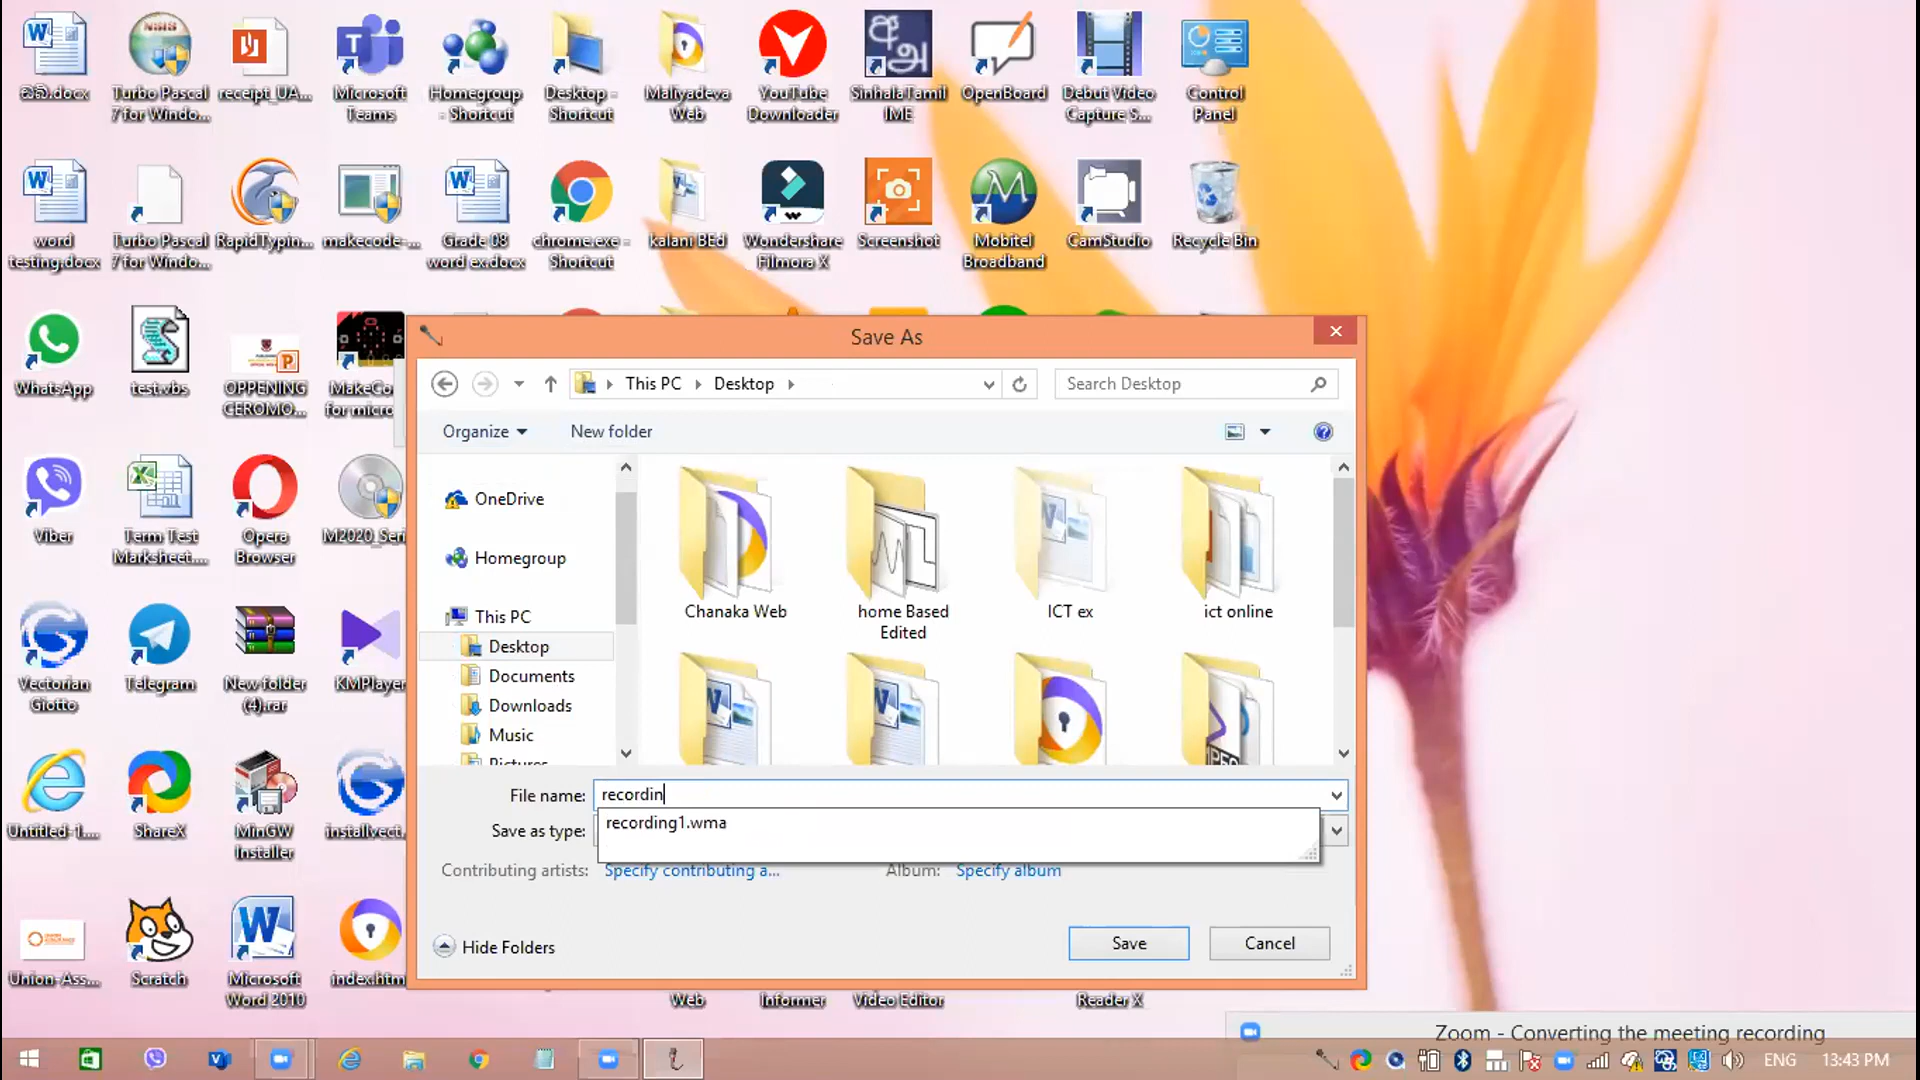 ඔබි.docx
Turbo Pascal
7 for Windo...
receipt_UA...
Microsoft
Teams
Homegroup
- Shortcut
Desktop -
Shortcut
Maliyadeva
Web
YouTube
Downloader
SinhalaTamil
IME
OpenBoard
Debut Video
Capture S...
Control
Panel
word
testing.docx
Turbo Pascal
7 for Windo...
RapidTypin...
makecode-...
Grade 08
word ex.docx
chrome.exe -
Shortcut
kalani BEd
Wondershare
Filmora X
Screenshot
Mobitel
Broadband
CamStudio
Recycle Bin
WhatsApp
test.vbs
OPPENING
CEROMO...
MakeCo
for micro
Save As
This PC
Desktop
Search Desktop
Organize
New folder
OneDrive
Homegroup
This PC
Desktop
Documents
Downloads
Music
Pictures
Chanaka Web
home Based
Edited
ICT ex
ict online
Viber
Term Test
Marksheet....
Opera
Browser
M2020_Seri
Vectorian
Giotto
Telegram
New folder
(4).rar
KMPlayer
File name:
recordin
recording1.wma
Save as type:
Contributing artists:
Specify contributing a...
Album:
Specify album
Hide Folders
Save
Cancel
Untitled-1....
ShareX
MinGW
Installer
installvect...
Union-Ass...
Scratch
Microsoft
Word 2010
index.htm
Web
Informer
Video Editor
Reader X
Zoom - Converting the meeting recording
ENG
13:43 PM